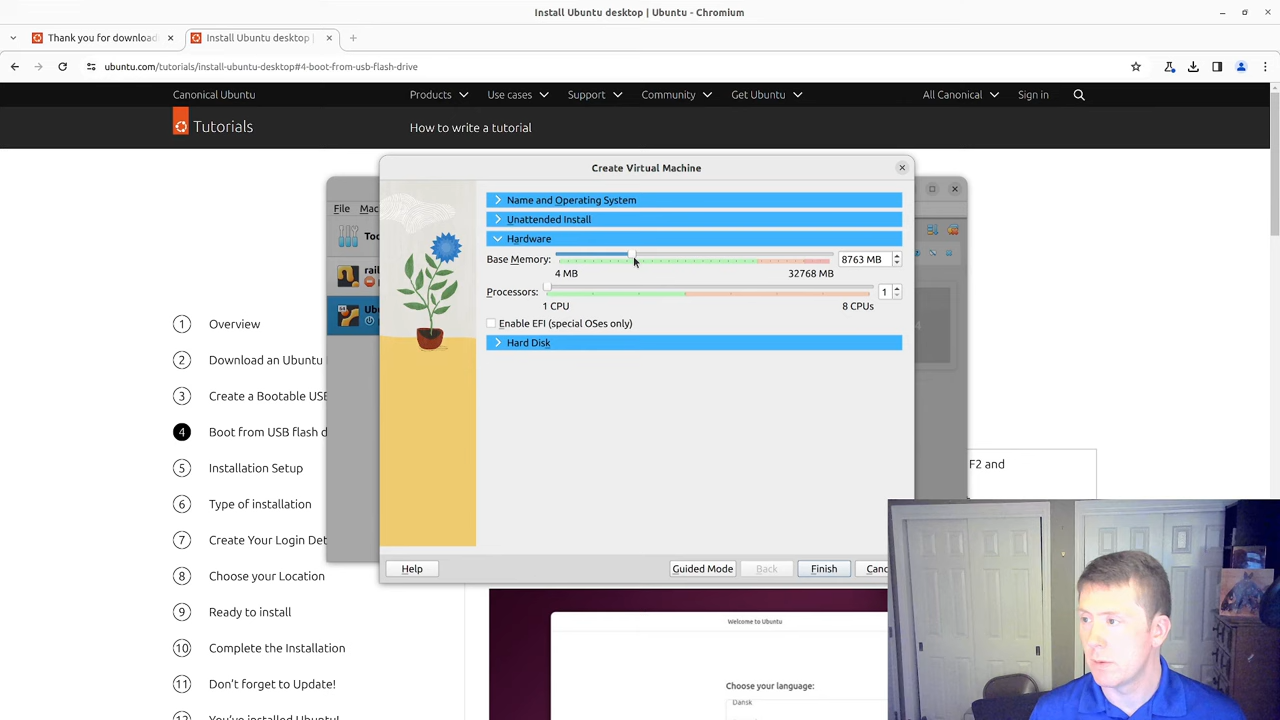 Install Ubuntu desktop | Ubuntu - Chromium
Thank you for download
Install Ubuntu desktop |
ubuntu.com/tutorials/install-ubuntu-desktop#4-boot-from-usb-flash-drive
Canonical Ubuntu
Products
Use cases
Support
Community
Get Ubuntu
All Canonical
Sign in
Tutorials
How to write a tutorial
Create Virtual Machine
File
Name and Operating System
Unattended Install
Hardware
Base Memory:
8763 MB
4 MB
32768 MB
Processors:
1
1 CPU
8 CPUs
Enable EFI (special OSes only)
Hard Disk
Help
Guided Mode
Back
Finish
1 Overview
2 Download an Ubuntu
3 Create a Bootable USB
4 Boot from USB flash d
5 Installation Setup
6 Type of installation
7 Create Your Login Det
8 Choose your Location
9 Ready to install
10 Complete the Installation
11 Don't forget to Update!
12 You've installed Ubuntu!
F2 and
Welcome to Ubuntu
Choose your language:
Dansk